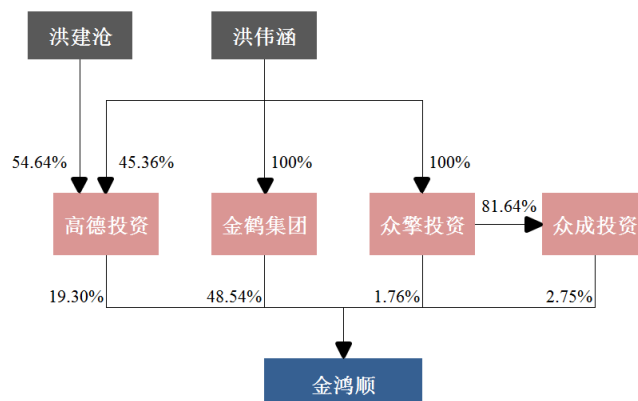 洪建沧
洪伟涵
54.64%
45.36%
100%
100%
高德投资
金鹤集团
众擎投资
81.64%
众成投资
19.30%
48.54%
1.76%
2.75%
金鸿顺